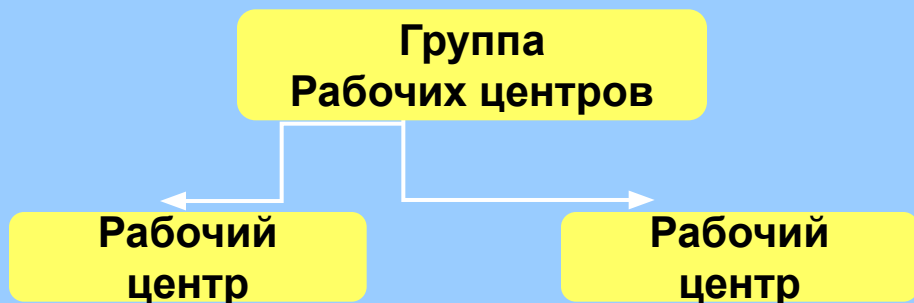 Группа
Рабочих центров
Рабочий
центр
Рабочий
центр